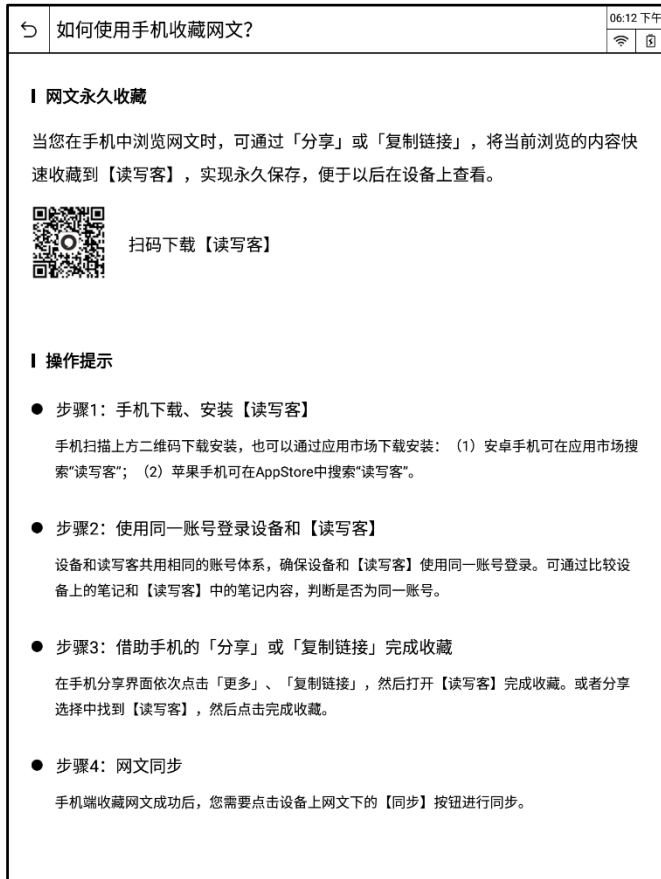 如何使用手机收藏网文？
06:12 下午
网文永久收藏
当您在手机中浏览网文时，可通过「分享」或「复制链接」，将当前浏览的内容快
速收藏到【读写客】，实现永久保存，便于以后在设备上查看。
扫码下载【读写客】
操作提示
步骤1：手机下载、安装【读写客】
手机扫描上方二维码下载安装，也可以通过应用市场下载安装：（1）安卓手机可在应用市场搜
索“读写客”；（2）苹果手机可在AppStore中搜索“读写客”。
步骤2：使用同一账号登录设备和【读写客】
设备和读写客共用相同的账号体系，确保设备和【读写客】使用同一账号登录。可通过比较设
备上的笔记和【读写客】中的笔记内容，判断是否为同一账号。
步骤3：借助手机的「分享」或「复制链接」完成收藏
在手机分享界面依次点击「更多」、「复制链接」，然后打开【读写客】完成收藏。或者分享
选择中找到【读写客】，然后点击完成收藏。
步骤4：网文同步
手机端收藏网文成功后，您需要点击设备上网文下的【同步】按钮进行同步。